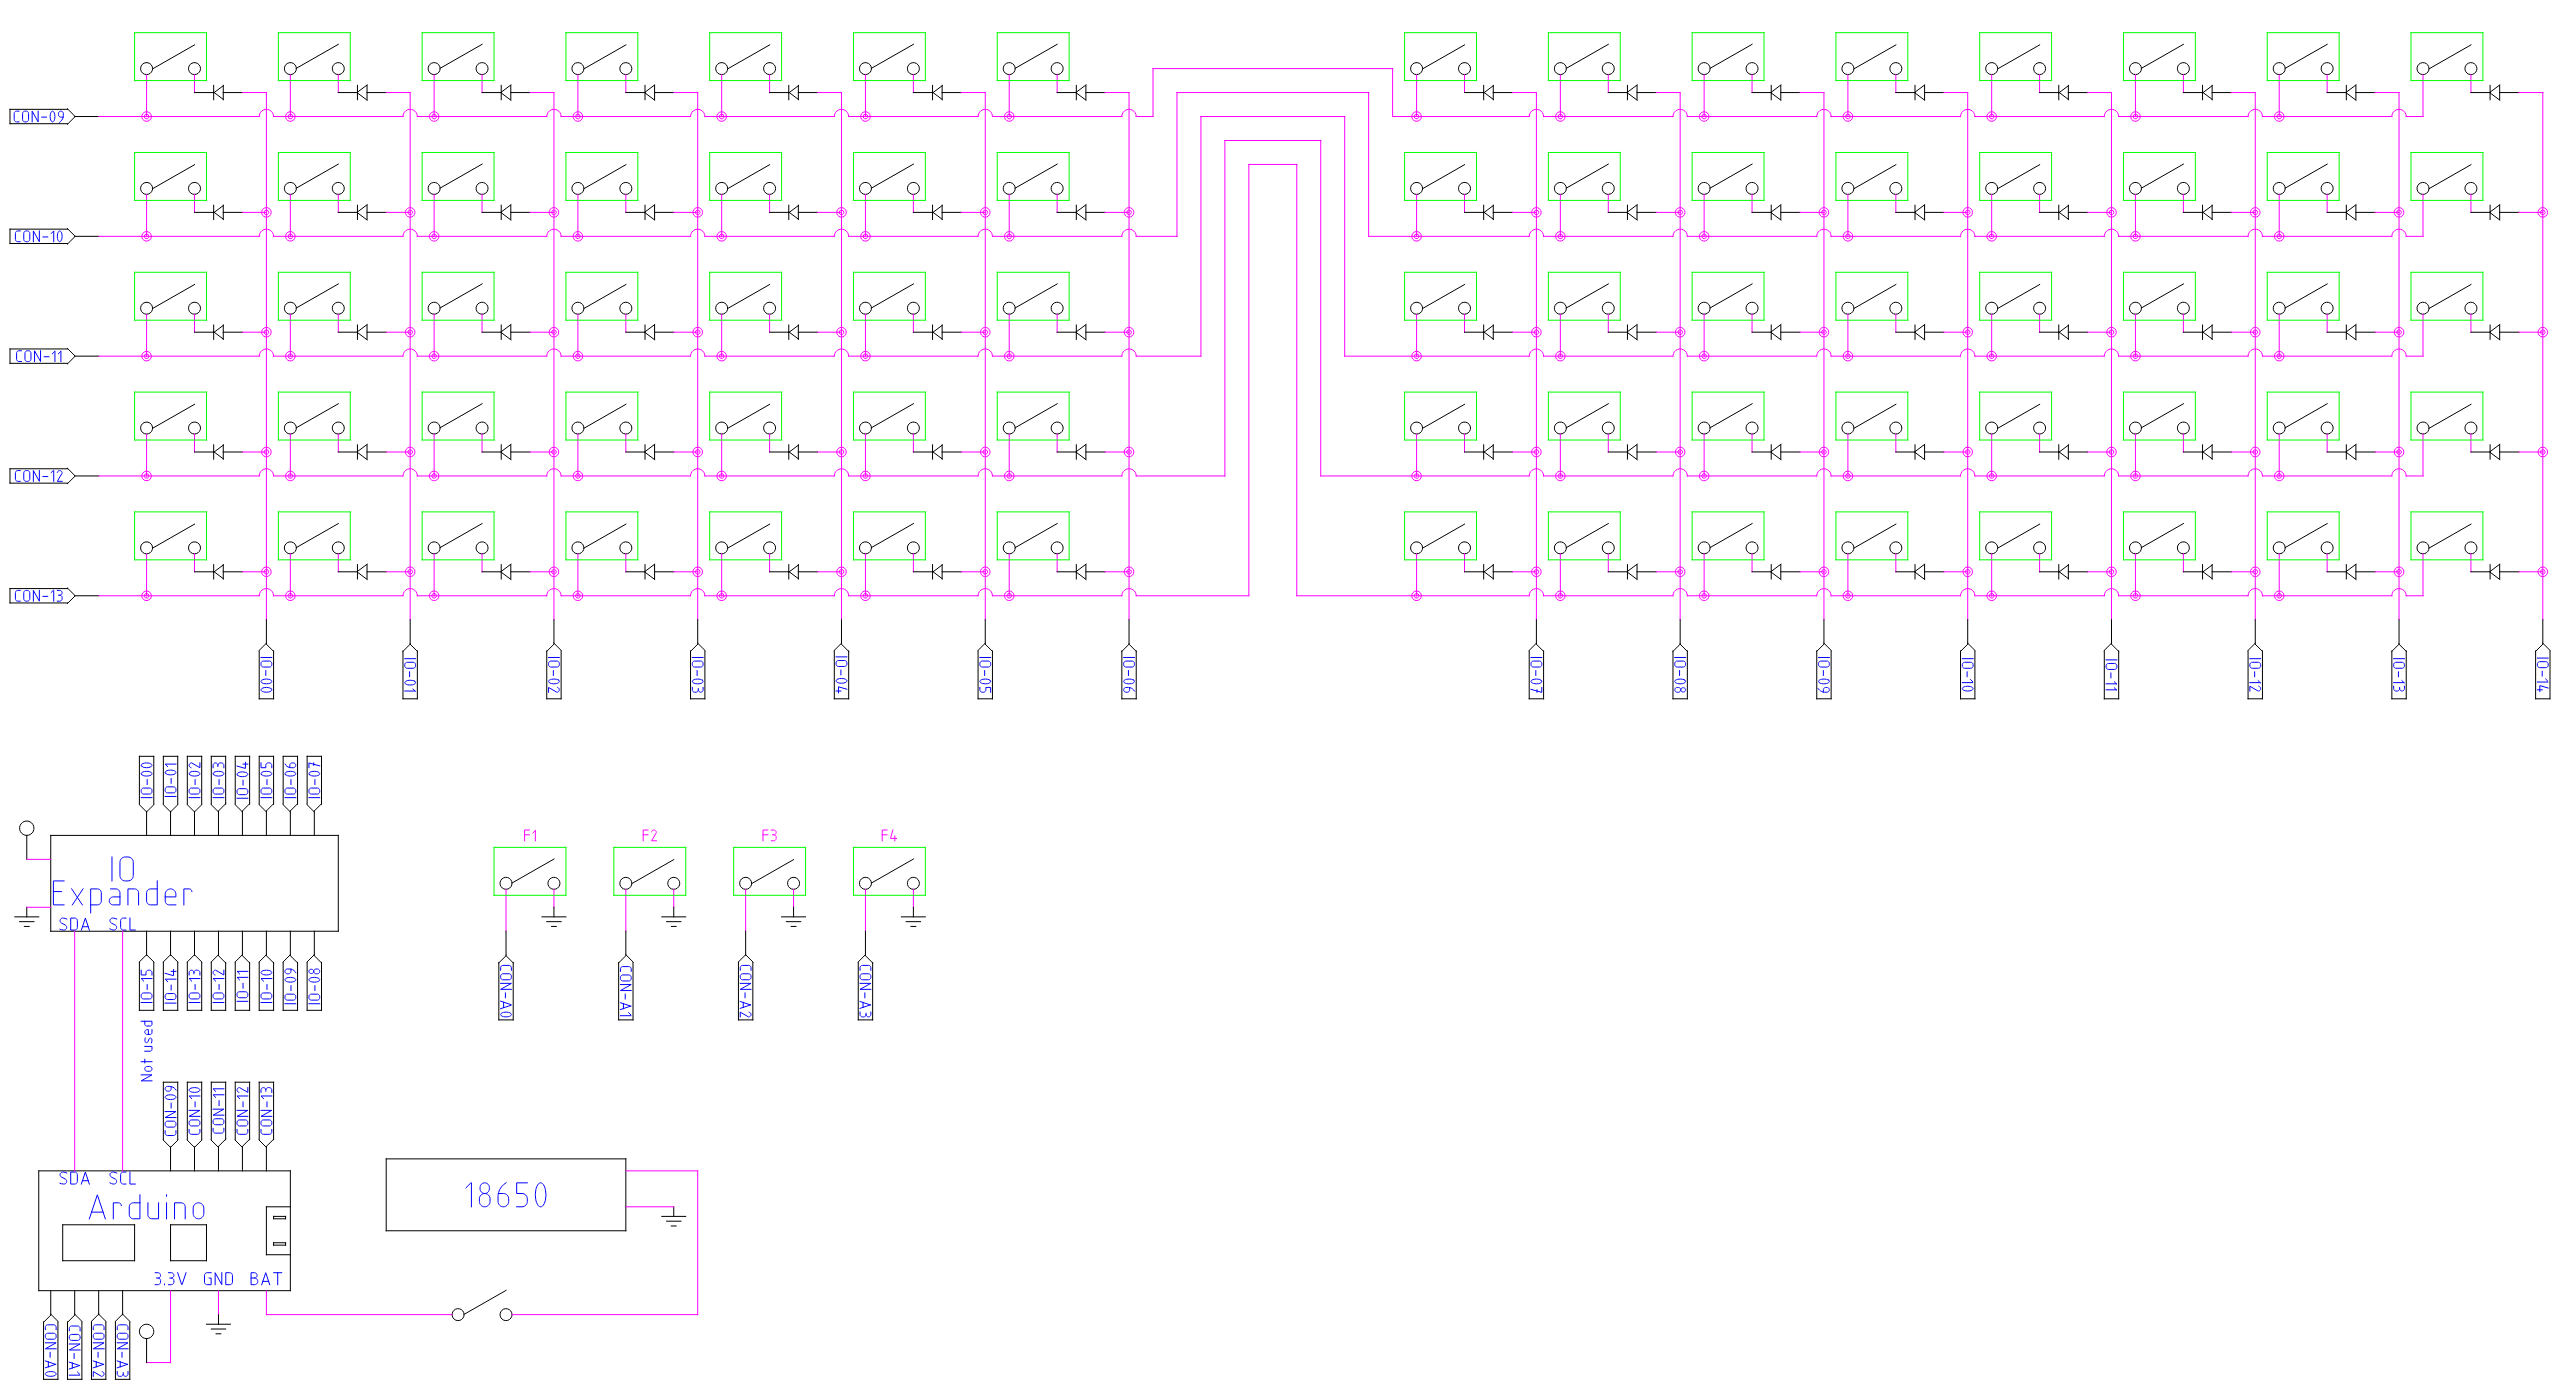 CON-09
CON-10
CON-11
CON-12
CON-13
IO-00
IO-01
IO-02
IO-03
IO-04
IO-05
IO-06
IO-07
IO-08
IO-09
IO-10
IO-11
IO-12
IO-13
IO-14
IO-00
IO-01
IO-02
IO-03
IO-04
IO-05
IO-06
IO-07
IO
Expander
SDA SCL
IO-15
IO-14
IO-13
IO-12
IO-11
IO-10
IO-09
IO-08
Not used
F1
F2
F3
F4
CON-A0
CON-A1
CON-A2
CON-A3
CON-09
CON-10
CON-11
CON-12
CON-13
SDA SCL
Arduino
3.3V GND BAT
CON-A0
CON-A1
CON-A2
CON-A3
18650